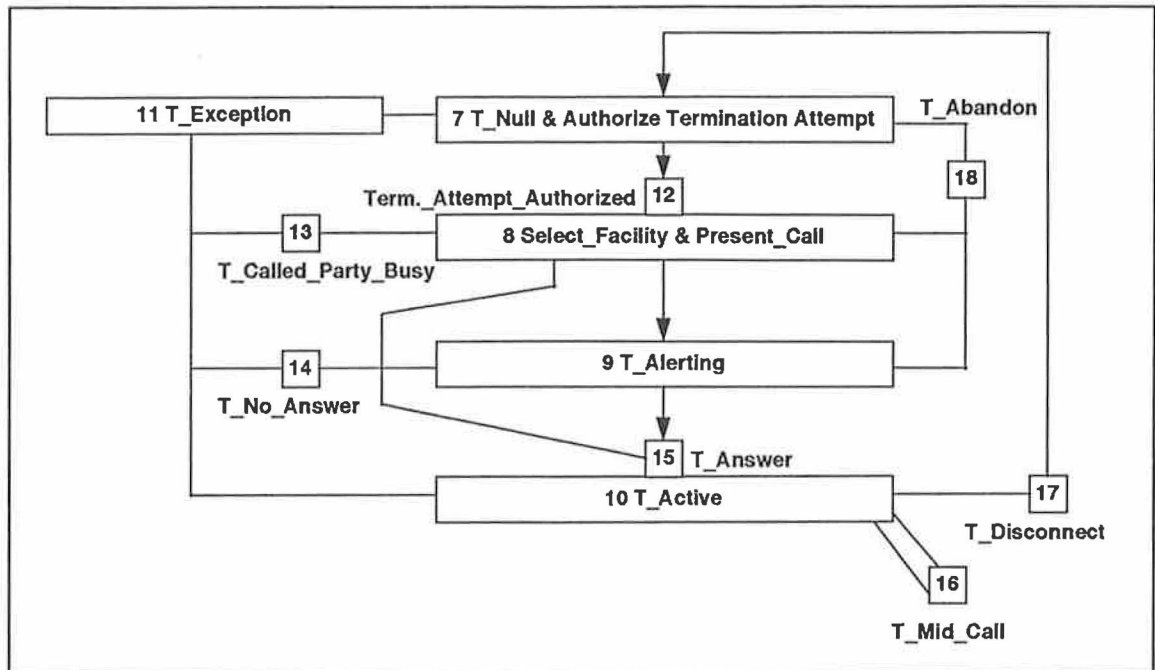 11 T_Exception
7 T_Null & Authorize Termination Attempt
T_Abandon
18
Term._Attempt_Authorized
12
13
8 Select_Facility & Present_Call
T_Called_Party_Busy
14
9 T_Alerting
T_No_Answer
15
T_Answer
10 T_Active
17
T_Disconnect
16
T_Mid_Call